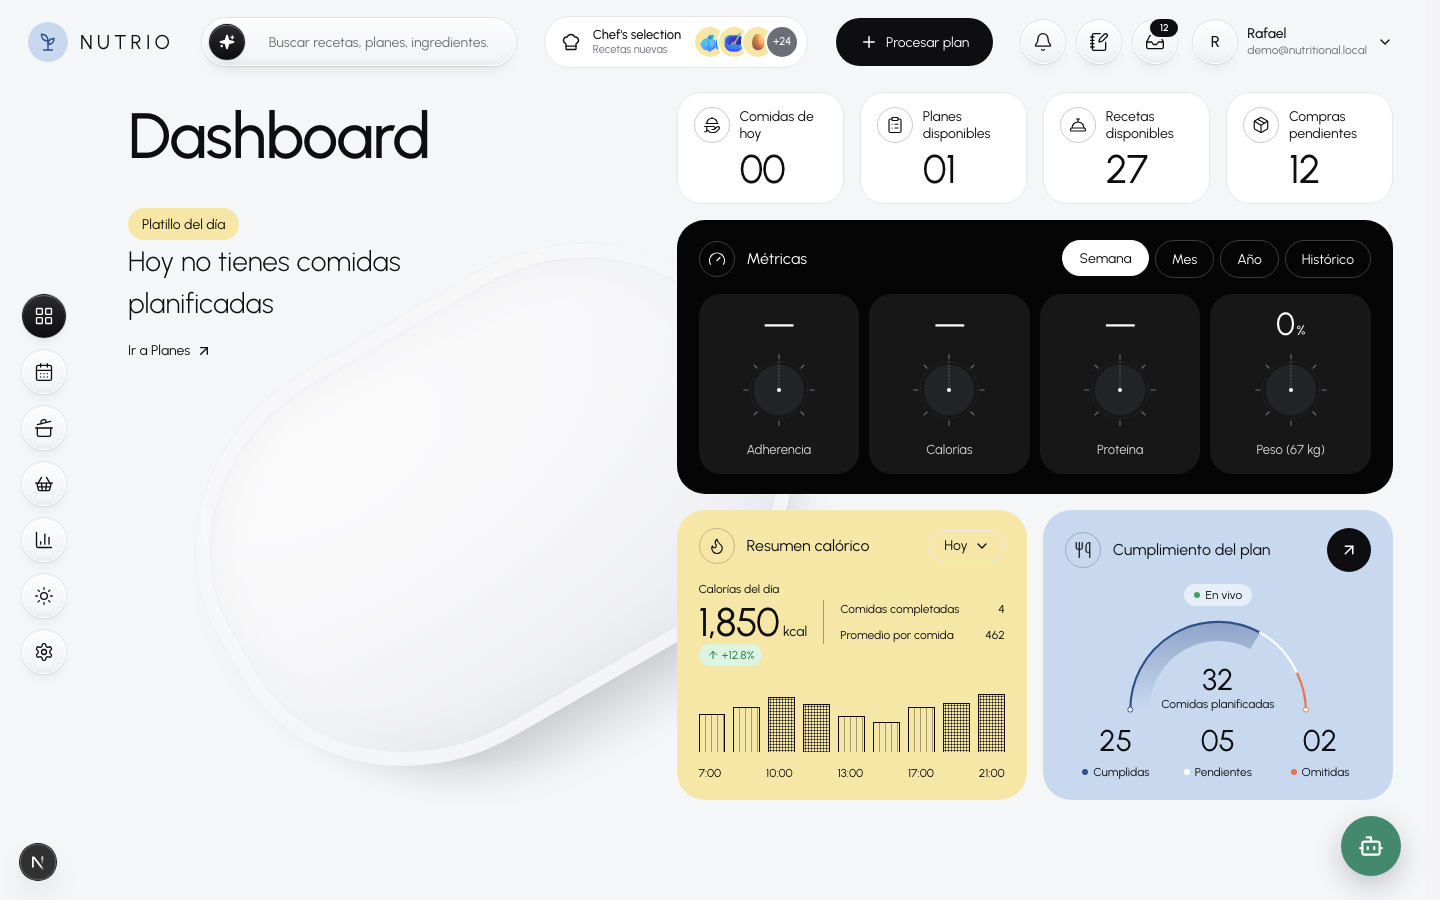 NUTRIO
Buscar recetas, planes, ingredientes.
Chef's selection
Recetas nuevas
+24
Procesar plan
12
R
Rafael
demo@nutritional.local
Dashboard
Platillo del día
Hoy no tienes comidas
planificadas
Ir a Planes
Comidas de
hoy
00
Planes
disponibles
01
Recetas
disponibles
27
Compras
pendientes
12
Métricas
Semana
Mes
Año
Histórico
—
Adherencia
—
Calorías
—
Proteína
0%
Peso (67 kg)
Resumen calórico
Hoy
Calorías del día
1,850 kcal
+12.8%
Comidas completadas 4
Promedio por comida 462
7:00 10:00 13:00 17:00 21:00
Cumplimiento del plan
En vivo
32
Comidas planificadas
25
Cumplidas
05
Pendientes
02
Omitidas
N